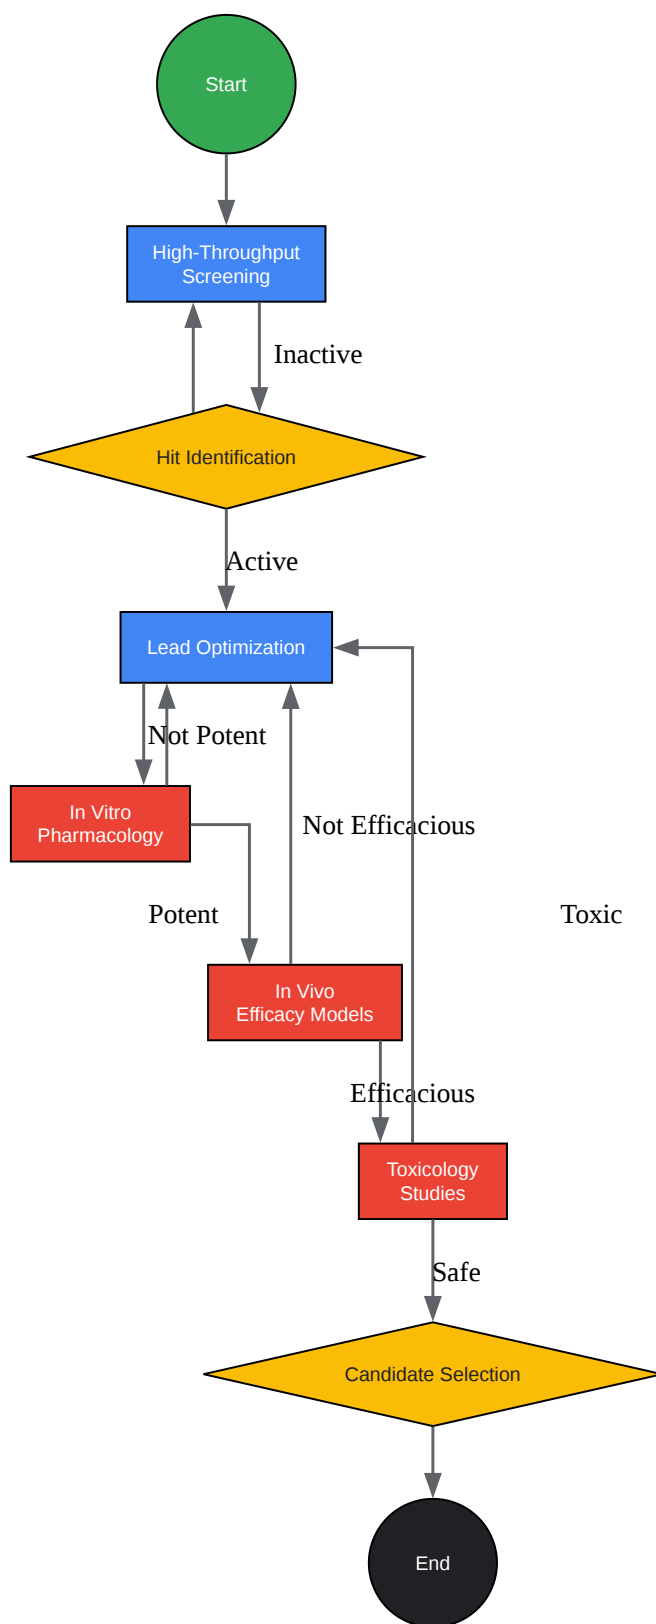 Start
High-Throughput
Screening
Inactive
Hit Identification
Active
Lead Optimization
Not Potent
In Vitro
Pharmacology
Not Efficacious
Potent
Toxic
In Vivo
Efficacy Models
Efficacious
Toxicology
Studies
Safe
Candidate Selection
End